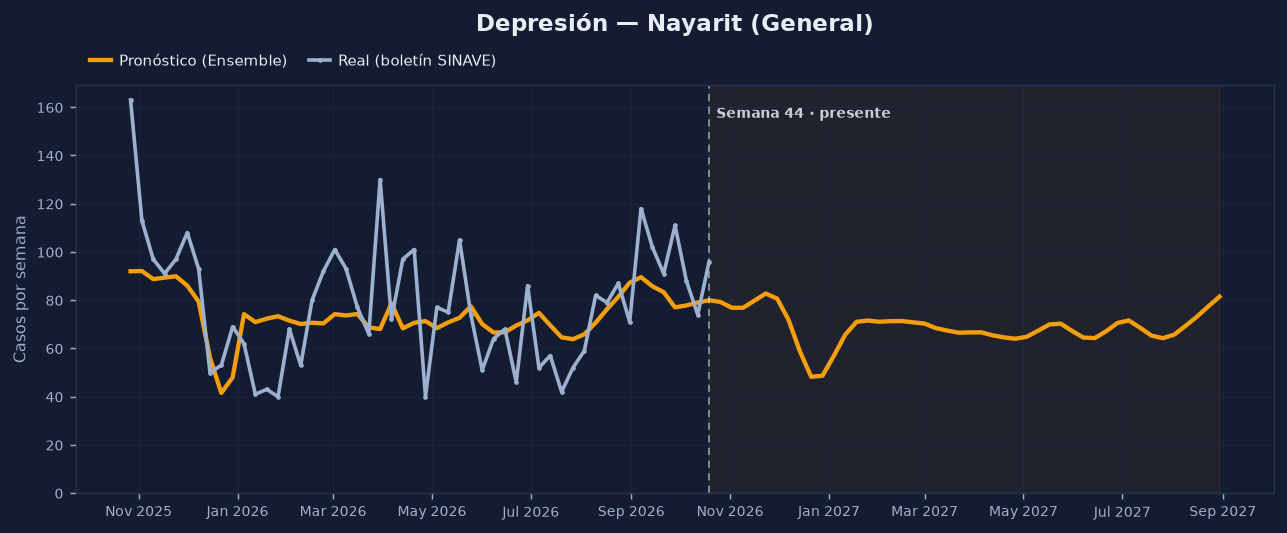 Depresión — Nayarit (General)
Pronóstico (Ensemble)
Real (boletín SINAVE)
Semana 44 · presente
Casos por semana
160
140
120
100
80
60
40
20
0
Nov 2025
Jan 2026
Mar 2026
May 2026
Jul 2026
Sep 2026
Nov 2026
Jan 2027
Mar 2027
May 2027
Jul 2027
Sep 2027